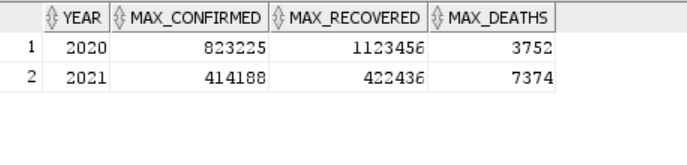 YEAR MAX_CONFIRMED MAX_RECOVERED MAX_DEATHS
1 2020 823225 1123456 3752
2 2021 414188 422436 7374